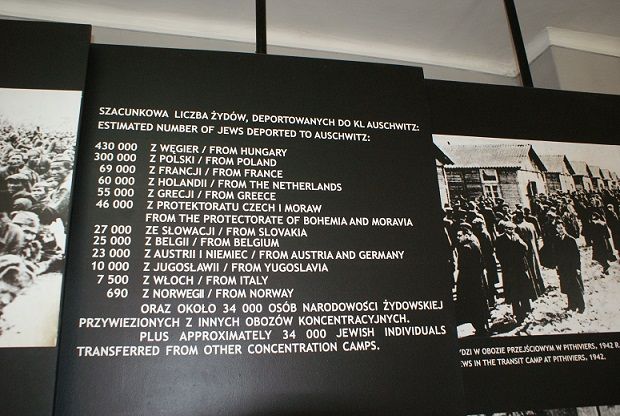 SZACUNKOWA LICZBA ŻYDÓW, DEPORTOWANYCH DO KL AUSCHWITZ:
ESTIMATED NUMBER OF JEWS DEPORTED TO AUSCHWITZ:
430 000 Z WĘGIER / FROM HUNGARY
300 000 Z POLSKI / FROM POLAND
69 000 Z FRANCJI / FROM FRANCE
60 000 Z HOLANDII / FROM THE NETHERLANDS
55 000 Z GRECJI / FROM GREECE
46 000 Z PROTEKTORATU CZECH I MORAW
FROM THE PROTECTORATE OF BOHEMIA AND MORAVIA
27 000 ZE SŁOWACJI / FROM SLOVAKIA
25 000 Z BELGII / FROM BELGIUM
23 000 Z AUSTRII I NIEMIEC / FROM AUSTRIA AND GERMANY
10 000 Z JUGOSŁAWII / FROM YUGOSLAVIA
7 500 Z WŁOCH / FROM ITALY
690 Z NORWEGII / FROM NORWAY
ORAZ OKOŁO 34 000 OSÓB NARODOWOŚCI ŻYDOWSKIEJ
PRZYWIEZIONYCH Z INNYCH OBOZÓW KONCENTRACYJNYCH.
PLUS APPROXIMATELY 34 000 JEWISH INDIVIDUALS
TRANSFERRED FROM OTHER CONCENTRATION CAMPS.
YDZI W OBOZIE PRZEJŚCIOWYM W PITHIVIERS, 1942 R.
EWS IN THE TRANSIT CAMP AT PITHIVIERS, 1942.